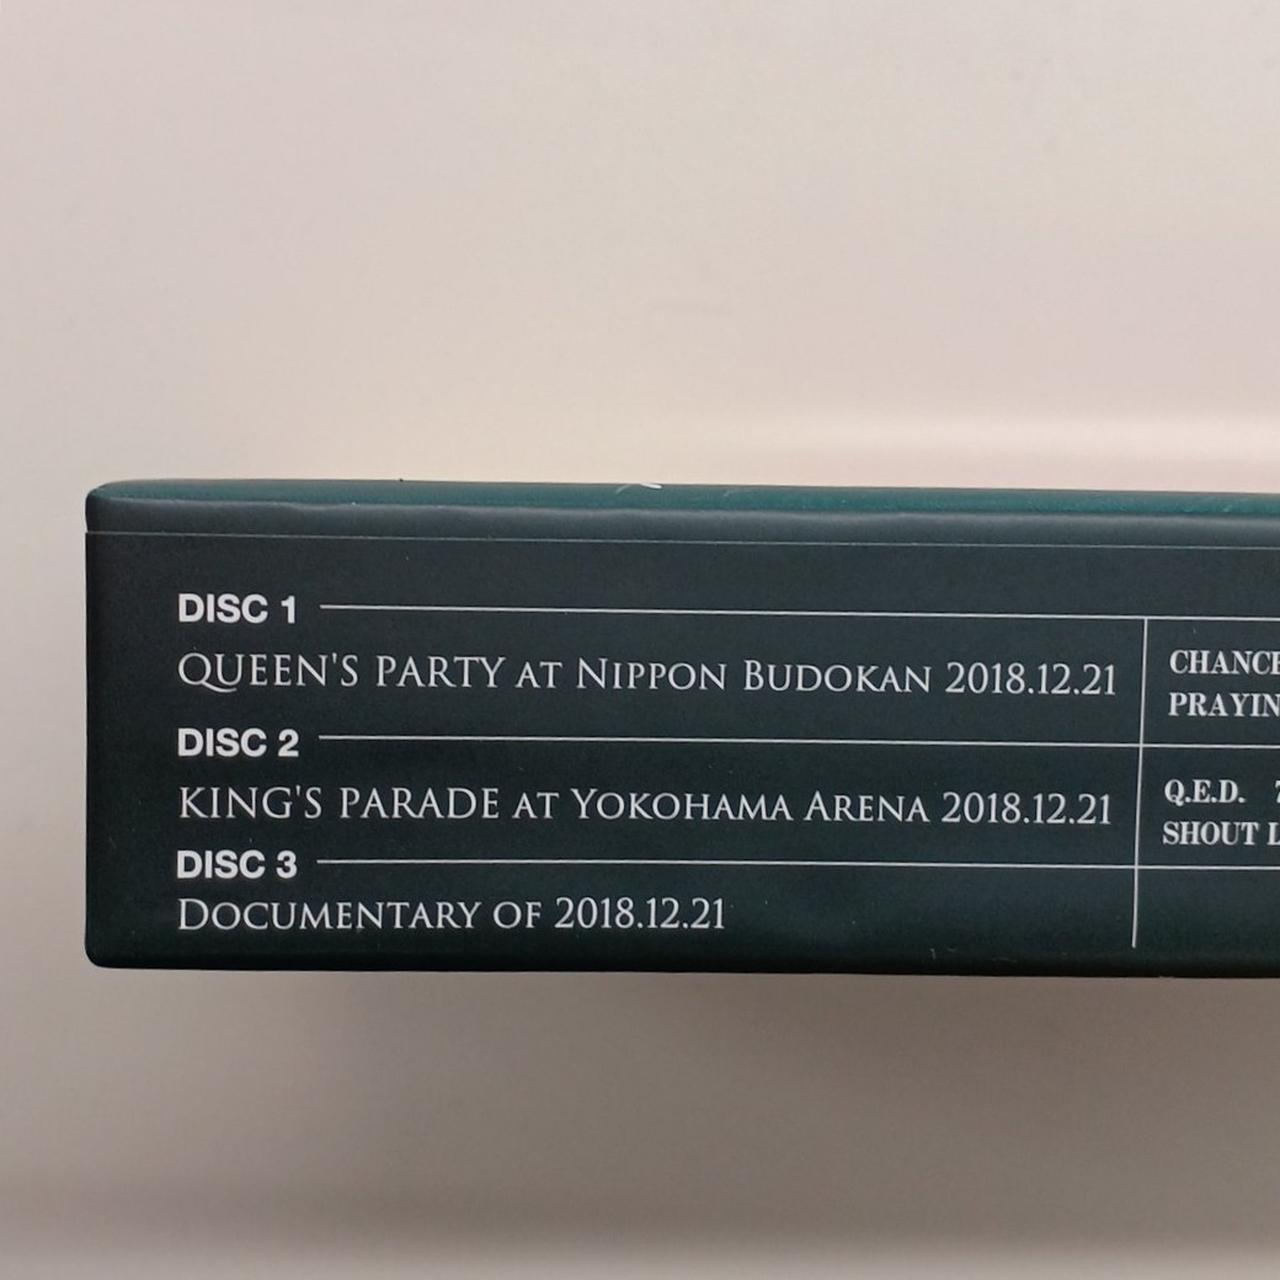 DISC 1
QUEEN'S PARTY AT NIPPON BUDOKAN 2018.12.21
DISC 2
KING'S PARADE AT YOKOHAMA ARENA 2018.12.21
DISC 3
DOCUMENTARY OF 2018.12.21
Q.E.D.
SHOUT